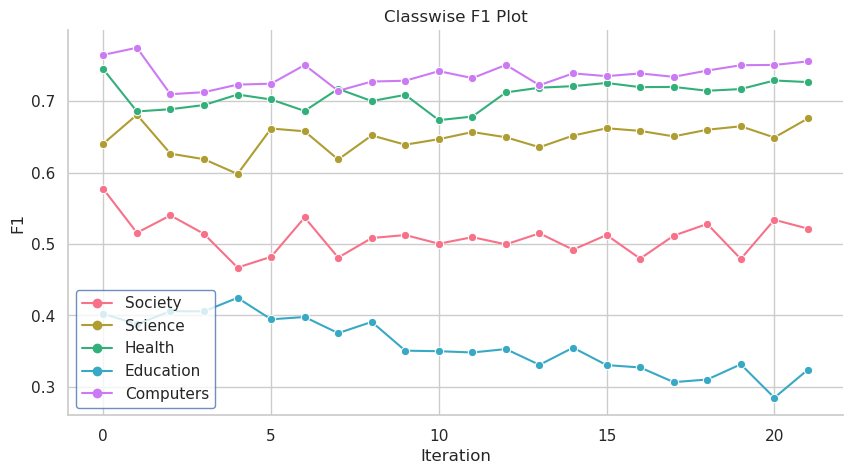 Classwise F1 Plot
F1
0.7
0.6
0.5
0.4
0.3
Society
Science
Health
Education
Computers
0 5 10 15 20
Iteration